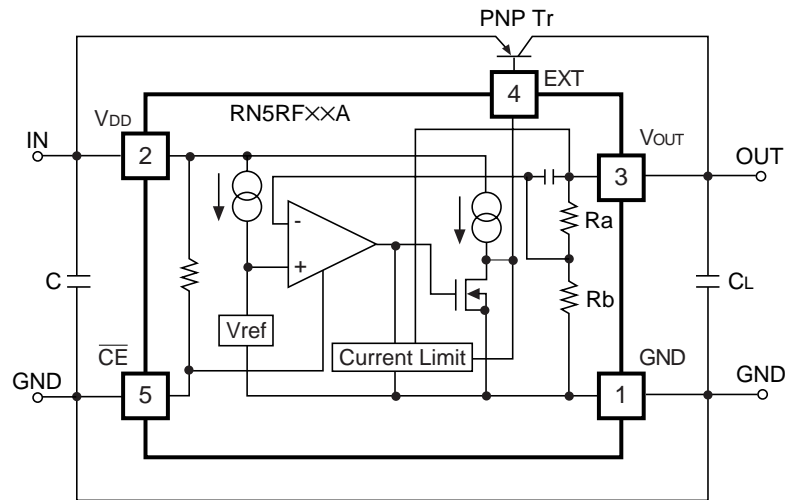 PNP Tr
EXT
4
RN5RF××A
VDD
IN
2
VOUT
OUT
3
-
+
Ra
Rb
C
CL
Vref
Current Limit
C̅E̅
GND
5
GND
1
GND